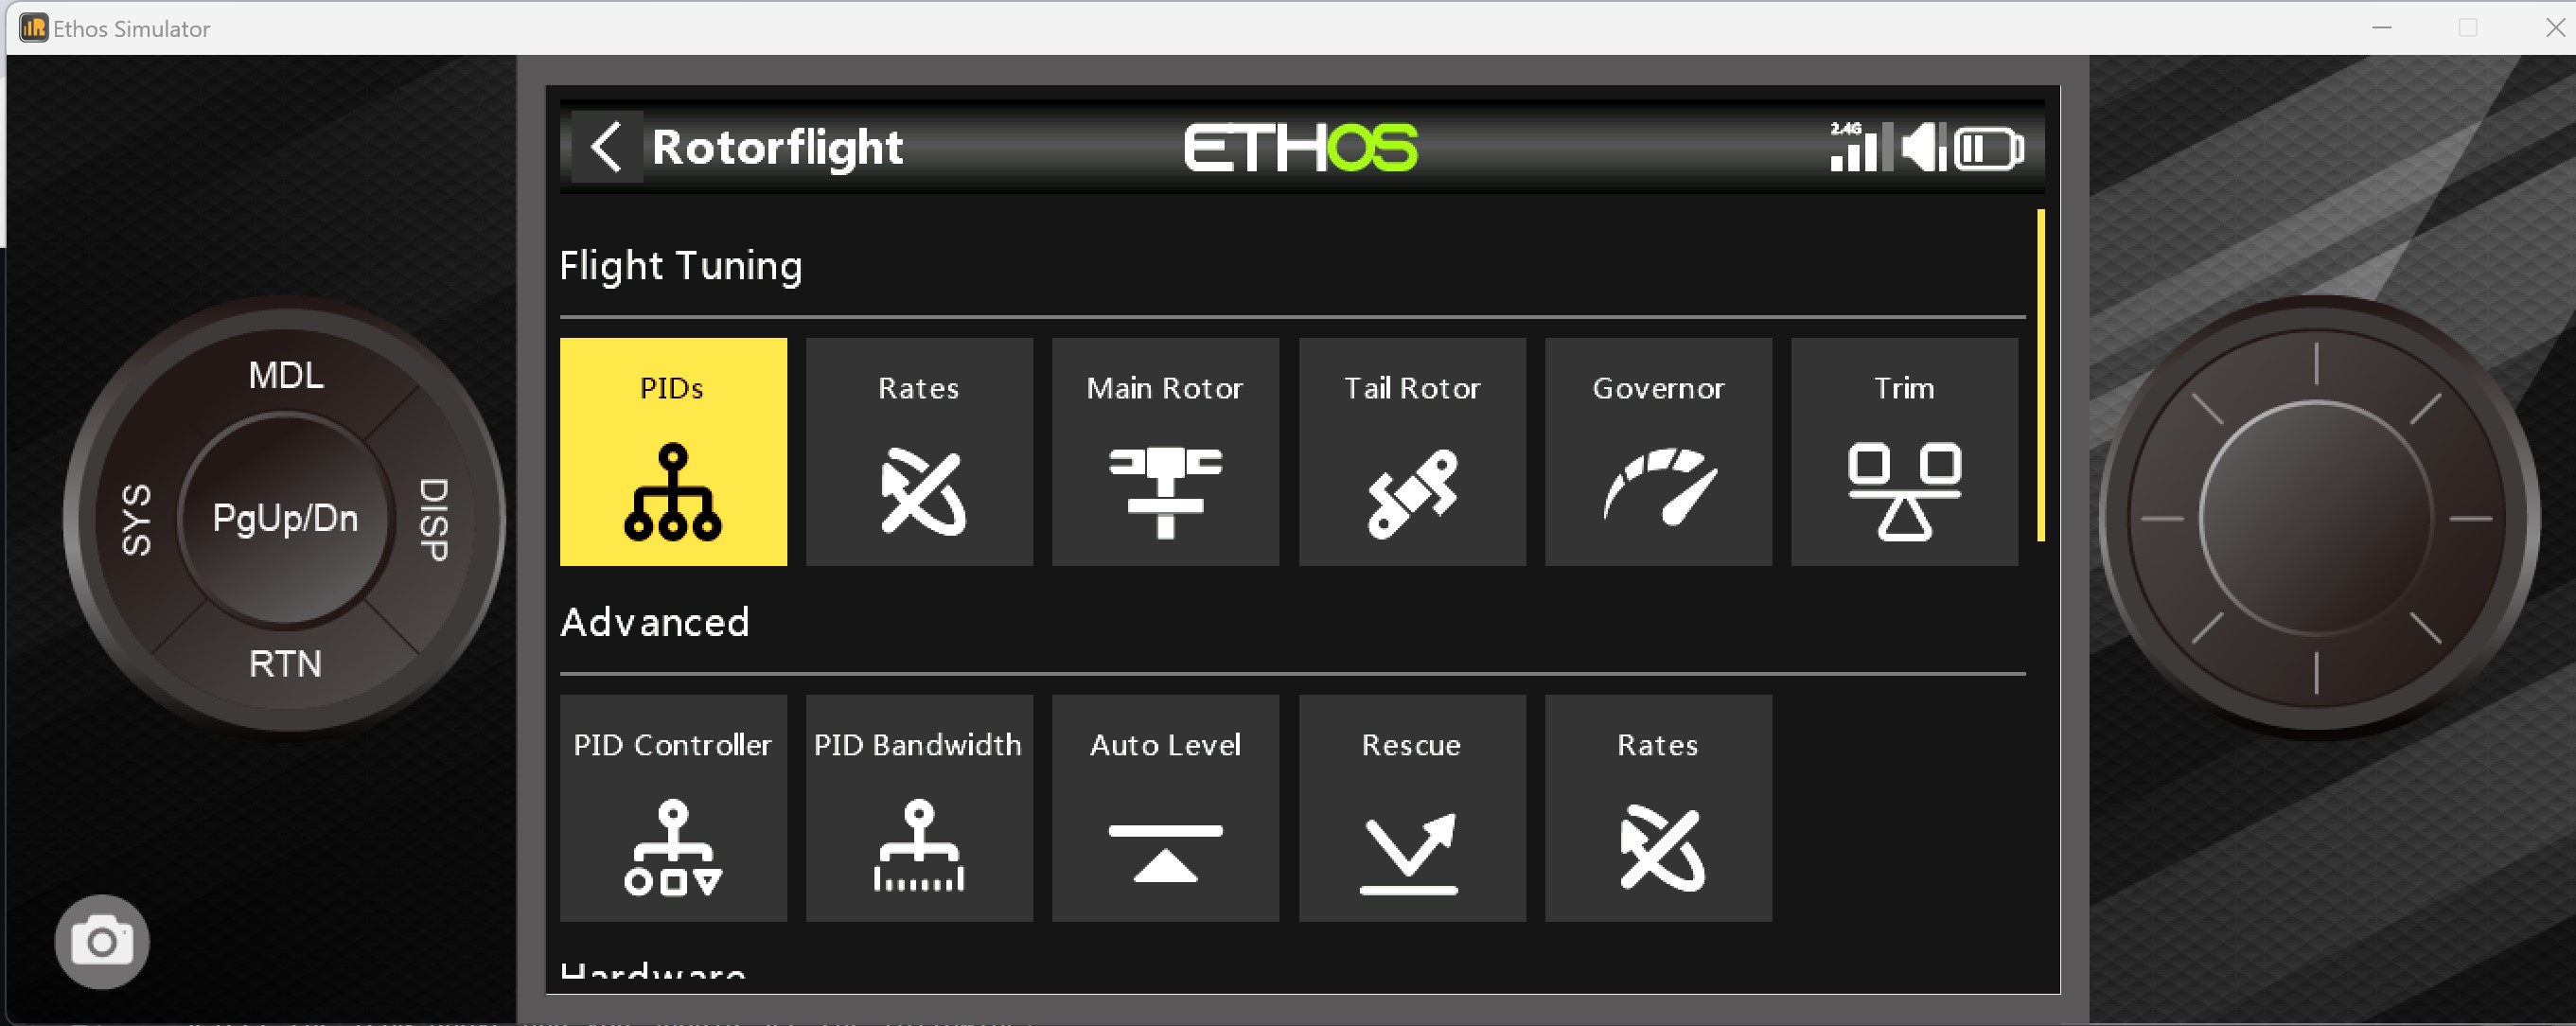 Ethos Simulator
Rotorflight
ETHOS
2.4G
Flight Tuning
PIDs
Rates
Main Rotor
Tail Rotor
Governor
Trim
Advanced
PID Controller
PID Bandwidth
Auto Level
Rescue
Rates
Hardware
MDL
SYS
PgUp/Dn
DISP
RTN